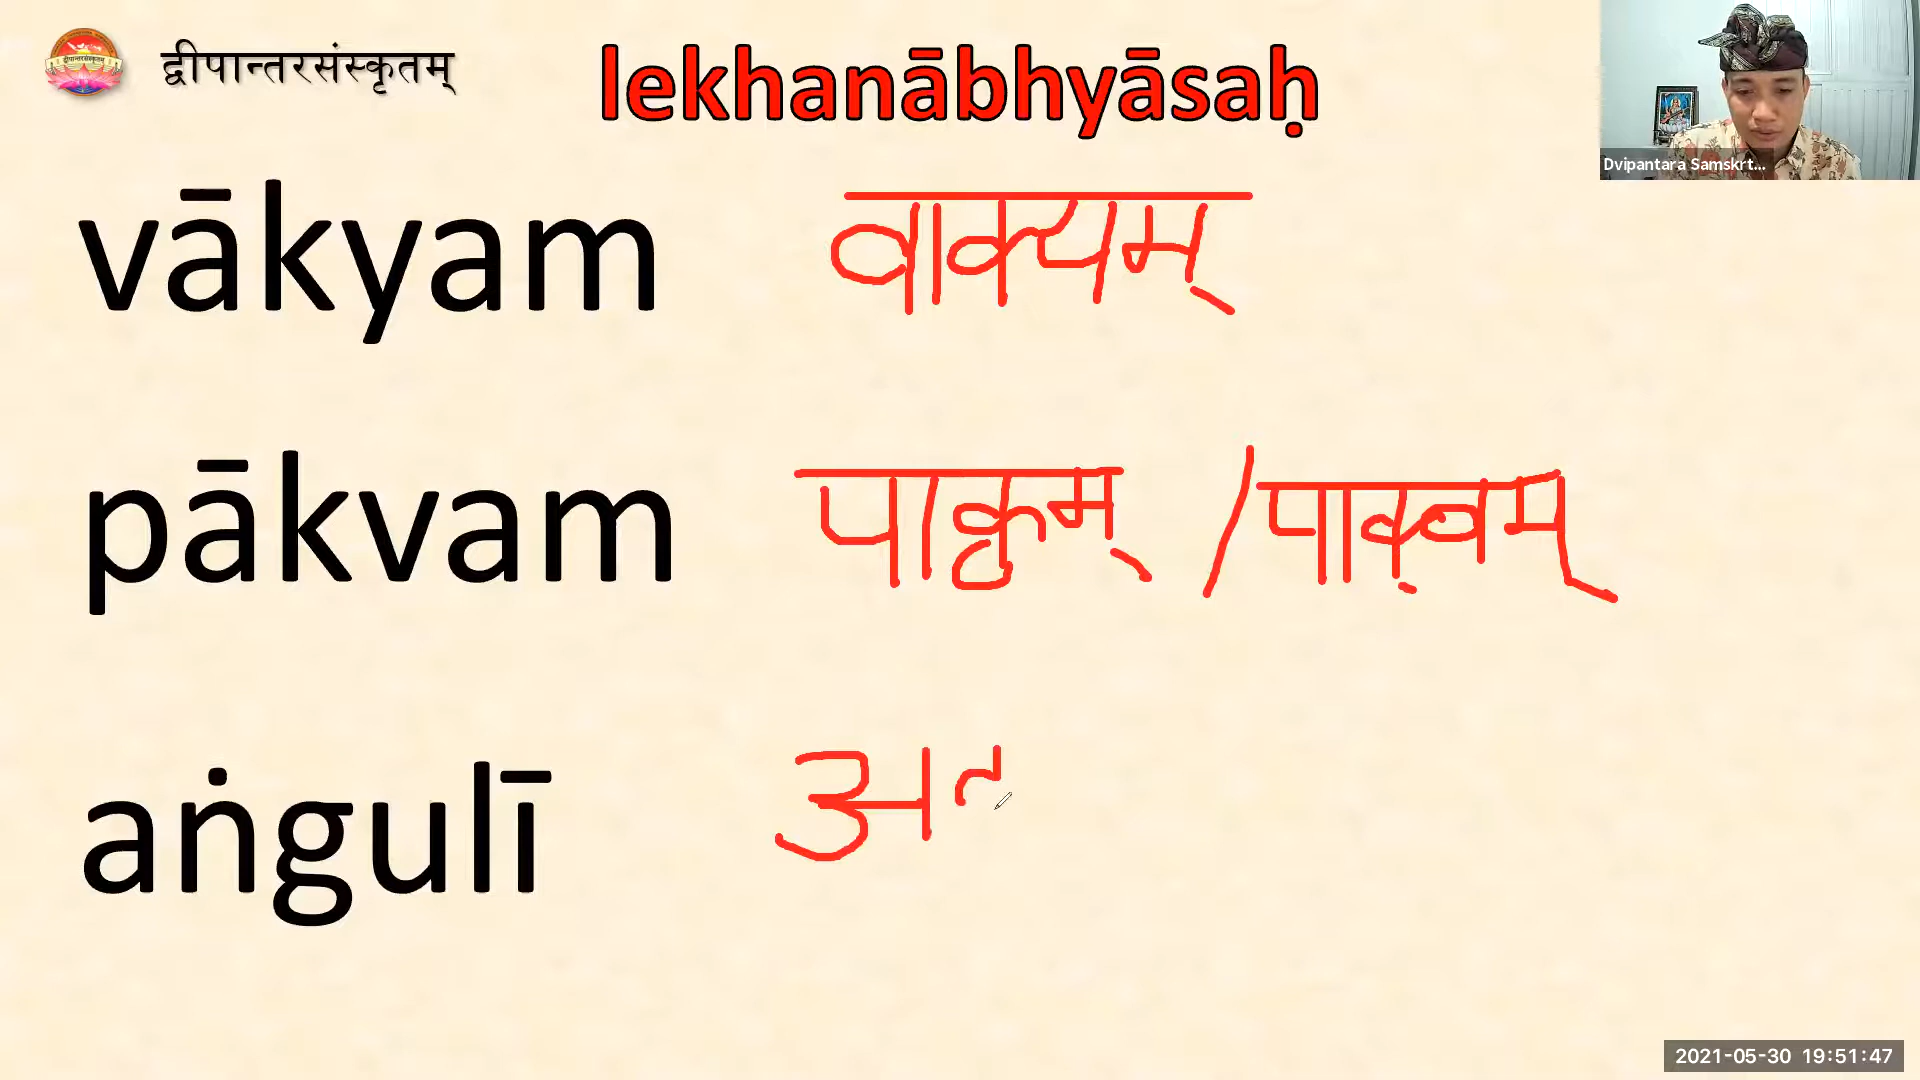 द्वीपान्तरसंस्कृतम्
lekhanābhyāsaḥ
Dvipantara Samskrt...
vākyam वाक्यम्
pākvam पाक्वम् / पाक्‌वम्
aṅgulī अ
2021-05-30 19:51:47